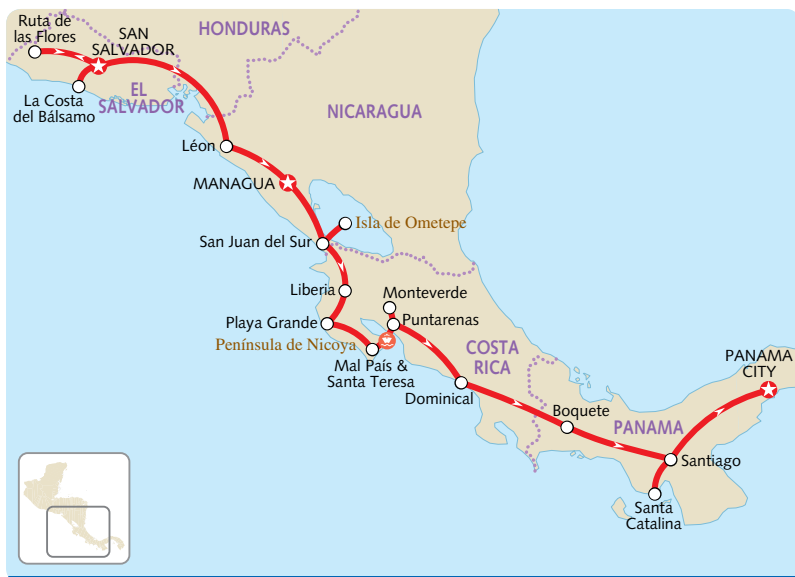 Ruta de
las Flores
SAN
SALVADOR
HONDURAS
La Costa
del Bálsamo
EL
SALVADOR
NICARAGUA
Léon
MANAGUA
Isla de Ometepe
San Juan del Sur
Liberia
Monteverde
Playa Grande
Puntarenas
Península de Nicoya
Mal País &
Santa Teresa
COSTA
RICA
PANAMA
CITY
Dominical
Boquete
PANAMA
Santiago
Santa
Catalina